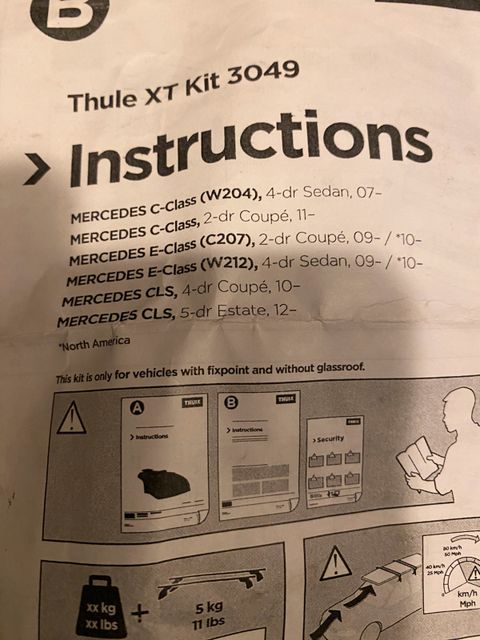 B
Thule XT Kit 3049
› Instructions
MERCEDES C-Class (W204), 4-dr Sedan, 07–
MERCEDES C-Class, 2-dr Coupé, 11–
MERCEDES E-Class (C207), 2-dr Coupé, 09– / *10–
MERCEDES E-Class (W212), 4-dr Sedan, 09– / *10–
MERCEDES CLS, 4-dr Coupé, 10–
MERCEDES CLS, 5-dr Estate, 12–
*North America
This kit is only for vehicles with fixpoint and without glassroof.
A THULE
› Instructions
B THULE
› Instructions
THULE
› Security
xx kg
xx lbs
+
5 kg
11 lbs
80 km/h
50 Mph
40 km/h
25 Mph
km/h
Mph